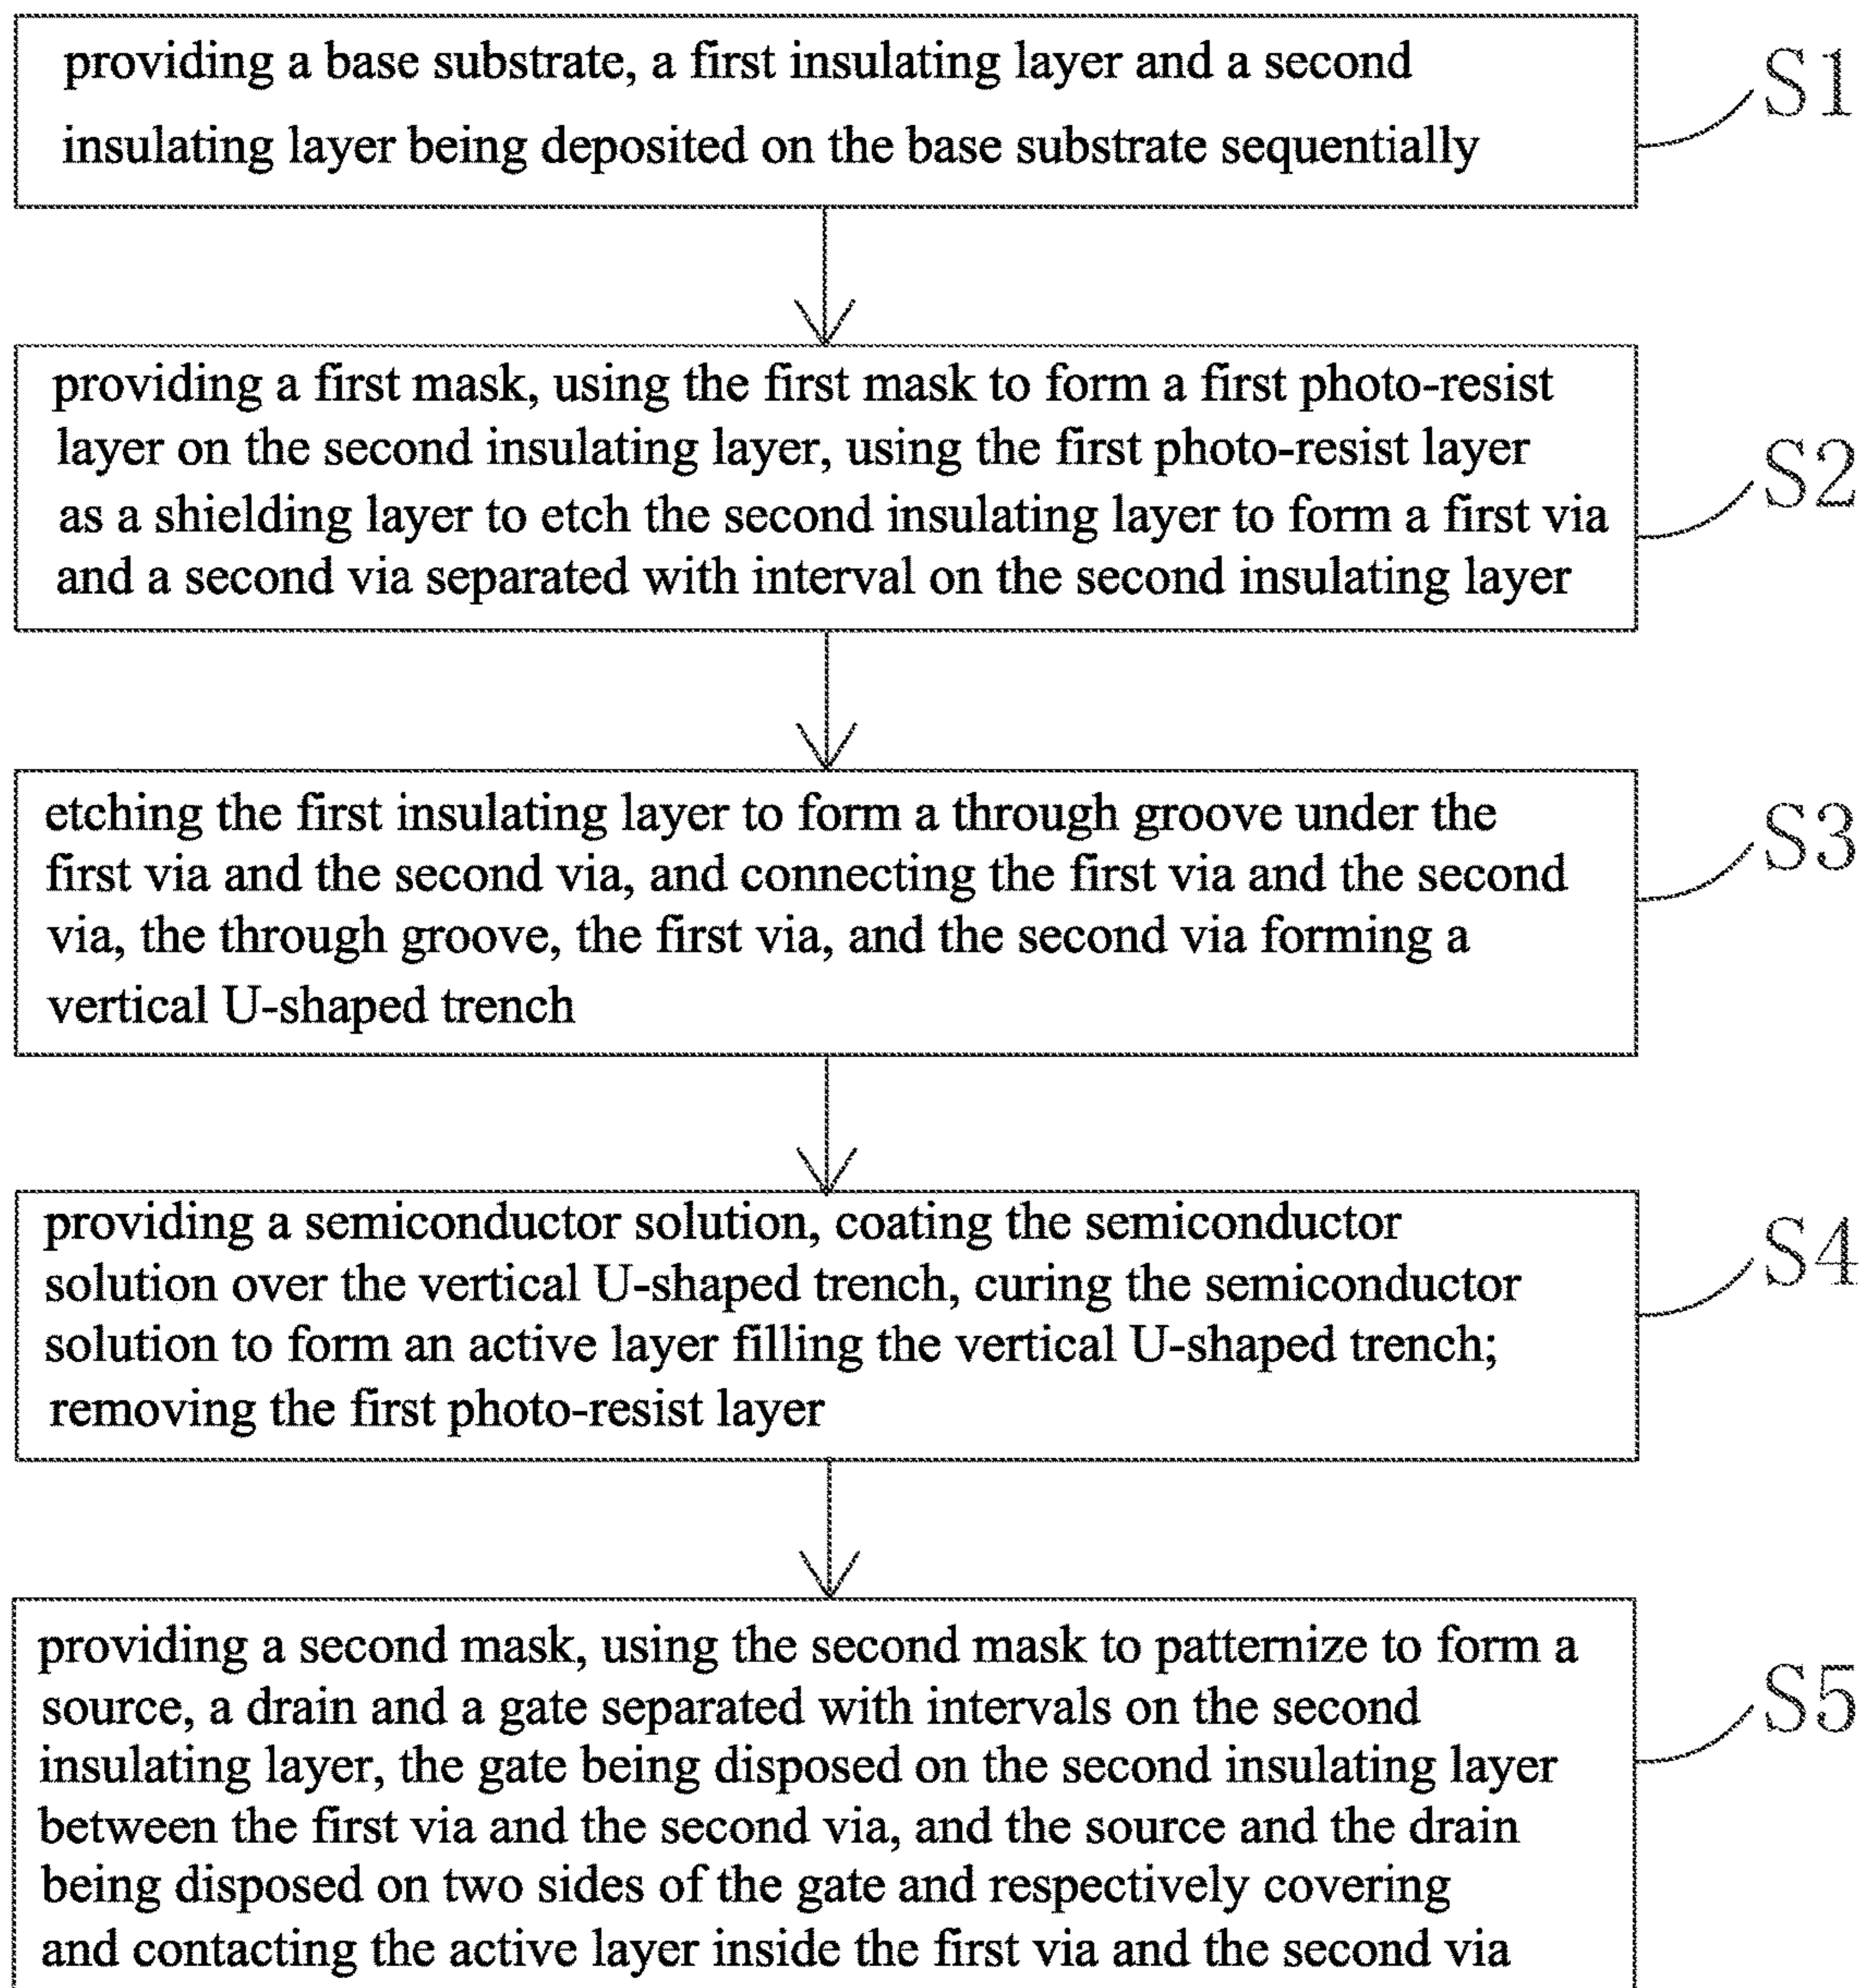 providing a base substrate, a first insulating layer and a second
insulating layer being deposited on the base substrate sequentially
S1
providing a first mask, using the first mask to form a first photo-resist
layer on the second insulating layer, using the first photo-resist layer
as a shielding layer to etch the second insulating layer to form a first via
and a second via separated with interval on the second insulating layer
S2
etching the first insulating layer to form a through groove under the
first via and the second via, and connecting the first via and the second
via, the through groove, the first via, and the second via forming a
vertical U-shaped trench
S3
providing a semiconductor solution, coating the semiconductor
solution over the vertical U-shaped trench, curing the semiconductor
solution to form an active layer filling the vertical U-shaped trench;
removing the first photo-resist layer
S4
providing a second mask, using the second mask to patternize to form a
source, a drain and a gate separated with intervals on the second
insulating layer, the gate being disposed on the second insulating layer
between the first via and the second via, and the source and the drain
being disposed on two sides of the gate and respectively covering
and contacting the active layer inside the first via and the second via
S5